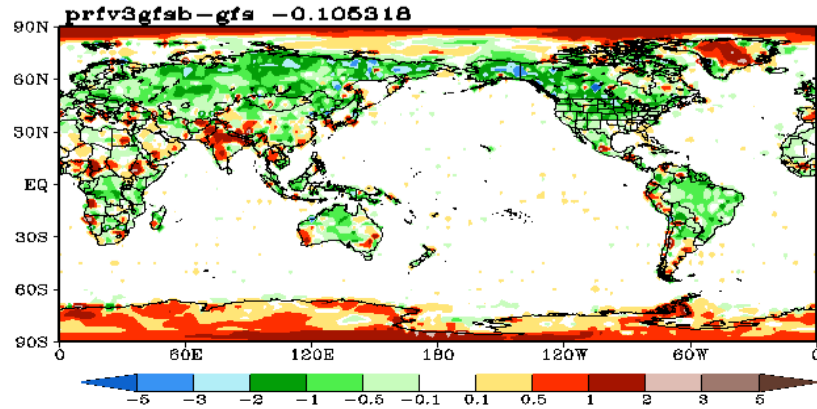 prfv3gfsb-gfs -0.105318
90N
60N
30N
EQ
30S
60S
90S
0 60E 120E 180 120W 60W 0
-5 -3 -2 -1 -0.5 -0.1 0.1 0.5 1 2 3 5